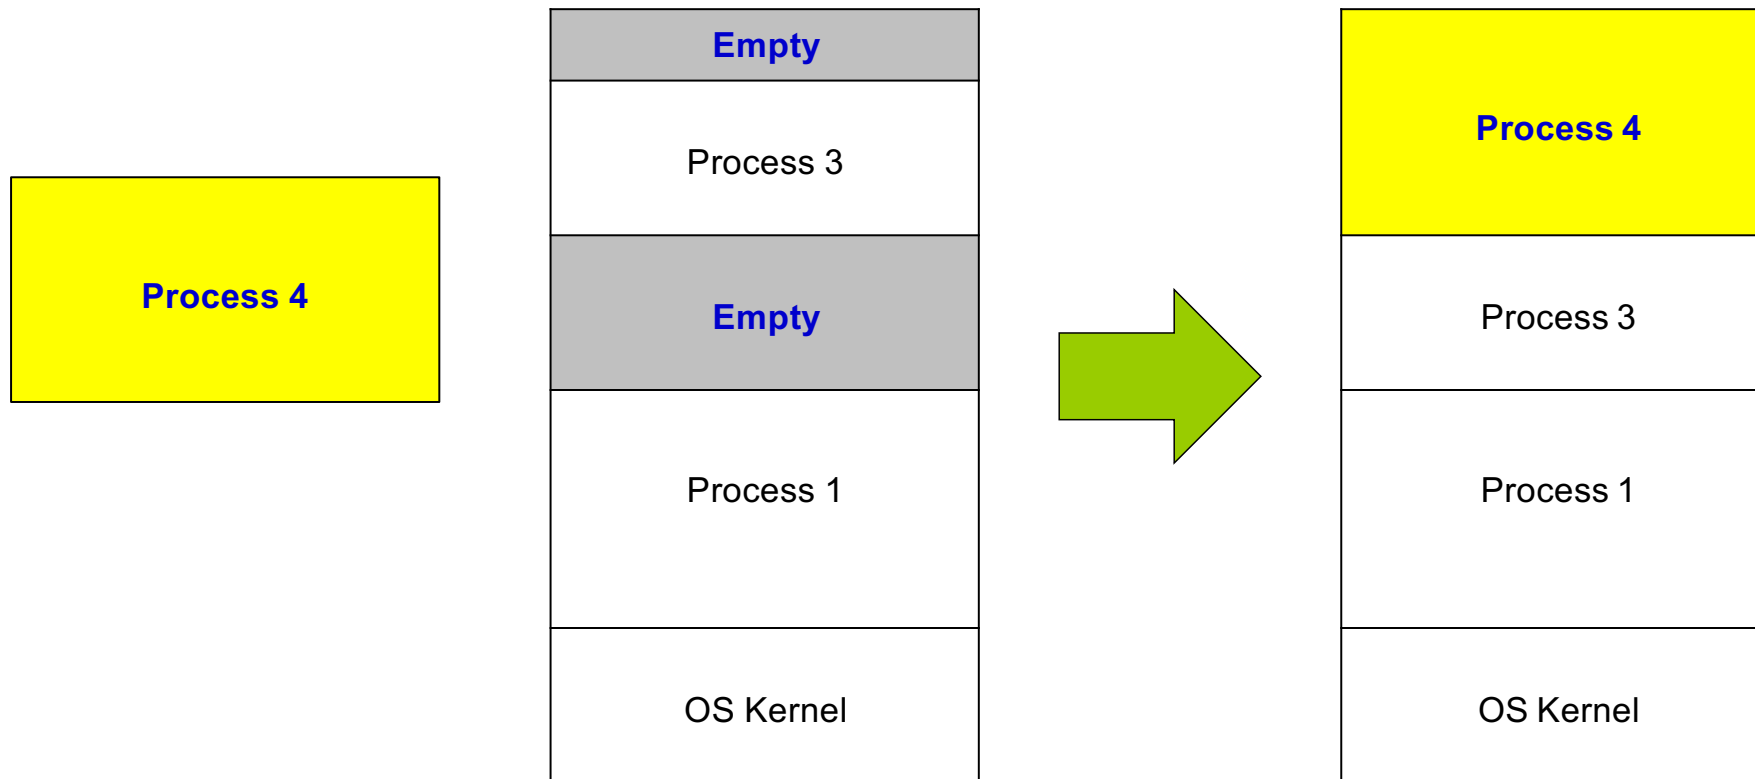 Process 4
Empty
Process 3
Empty
Process 1
OS Kernel
Process 4
Process 3
Process 1
OS Kernel